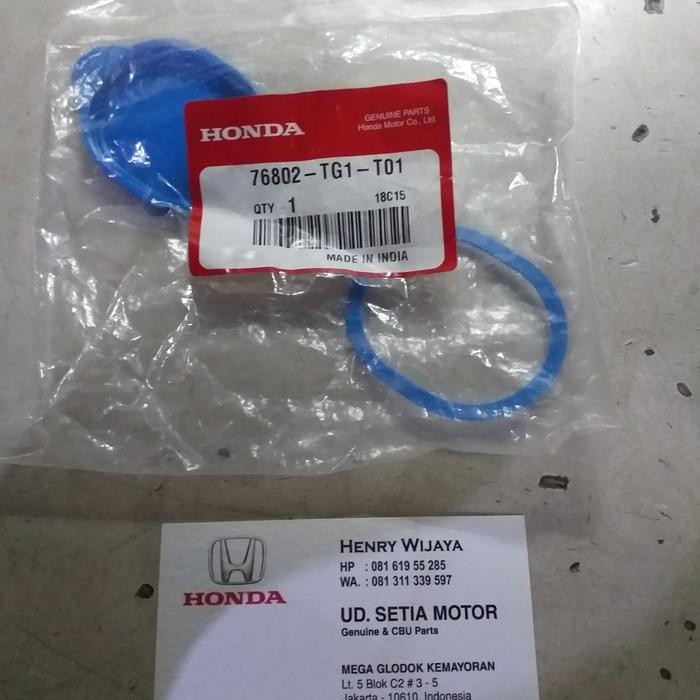 HONDA
GENUINE PARTS
Honda Motor Co., Ltd.
76802-TG1-T01
QTY 1
18C15
MADE IN INDIA
HONDA
HENRY WIJAYA
HP : 081 619 55 285
WA. : 081 311 339 597
UD. SETIA MOTOR
Genuine & CBU Parts
MEGA GLODOK KEMAYORAN
Lt. 5 Blok C2 # 3 - 5
Jakarta - 10610, Indonesia